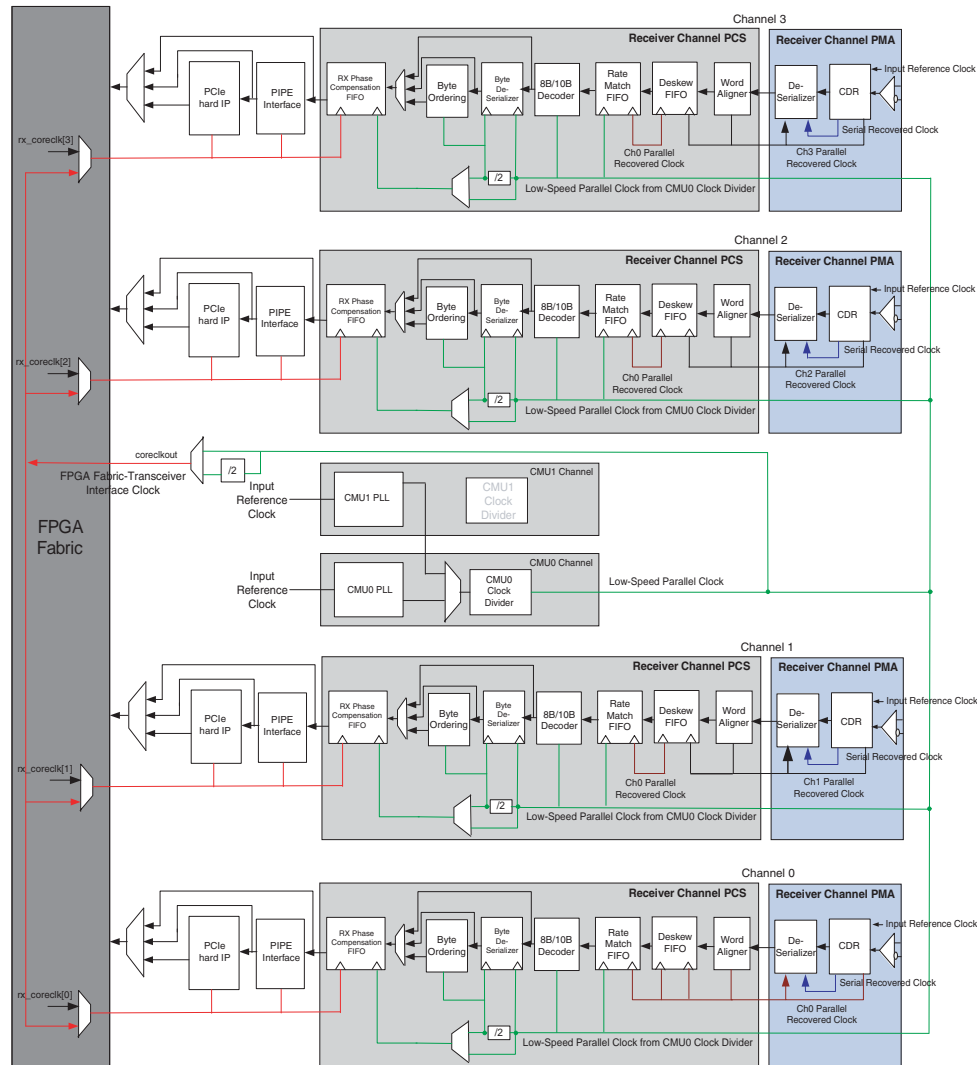 Channel 3
Receiver Channel PCS
Receiver Channel PMA
PCIe
hard IP
PIPE
Interface
RX Phase
Compensation
FIFO
Byte
Ordering
Byte
De-
Serializer
8B/10B
Decoder
Rate
Match
FIFO
Deskew
FIFO
Word
Aligner
De-
Serializer
CDR
Input Reference Clock
Serial Recovered Clock
rx_coreclk[3]
Ch0 Parallel
Recovered Clock
Ch3 Parallel
Recovered Clock
/2
Low-Speed Parallel Clock from CMU0 Clock Divider
Channel 2
Receiver Channel PCS
Receiver Channel PMA
PCIe
hard IP
PIPE
Interface
RX Phase
Compensation
FIFO
Byte
Ordering
Byte
De-
Serializer
8B/10B
Decoder
Rate
Match
FIFO
Deskew
FIFO
Word
Aligner
De-
Serializer
CDR
Input Reference Clock
Serial Recovered Clock
rx_coreclk[2]
Ch0 Parallel
Recovered Clock
Ch2 Parallel
Recovered Clock
/2
Low-Speed Parallel Clock from CMU0 Clock Divider
coreclkout
/2
FPGA Fabric-Transceiver
Interface Clock
FPGA
Fabric
CMU1 Channel
Input
Reference
Clock
CMU1 PLL
CMU1
Clock
Divider
CMU0 Channel
Input
Reference
Clock
CMU0 PLL
CMU0
Clock
Divider
Low-Speed Parallel Clock
Channel 1
Receiver Channel PCS
Receiver Channel PMA
PCIe
hard IP
PIPE
Interface
RX Phase
Compensation
FIFO
Byte
Ordering
Byte
De-
Serializer
8B/10B
Decoder
Rate
Match
FIFO
Deskew
FIFO
Word
Aligner
De-
Serializer
CDR
Input Reference Clock
Serial Recovered Clock
rx_coreclk[1]
Ch0 Parallel
Recovered Clock
Ch1 Parallel
Recovered Clock
/2
Low-Speed Parallel Clock from CMU0 Clock Divider
Channel 0
Receiver Channel PCS
Receiver Channel PMA
PCIe
hard IP
PIPE
Interface
RX Phase
Compensation
FIFO
Byte
Ordering
Byte
De-
Serializer
8B/10B
Decoder
Rate
Match
FIFO
Deskew
FIFO
Word
Aligner
De-
Serializer
CDR
Input Reference Clock
Serial Recovered Clock
rx_coreclk[0]
Ch0 Parallel
Recovered Clock
/2
Low-Speed Parallel Clock from CMU0 Clock Divider